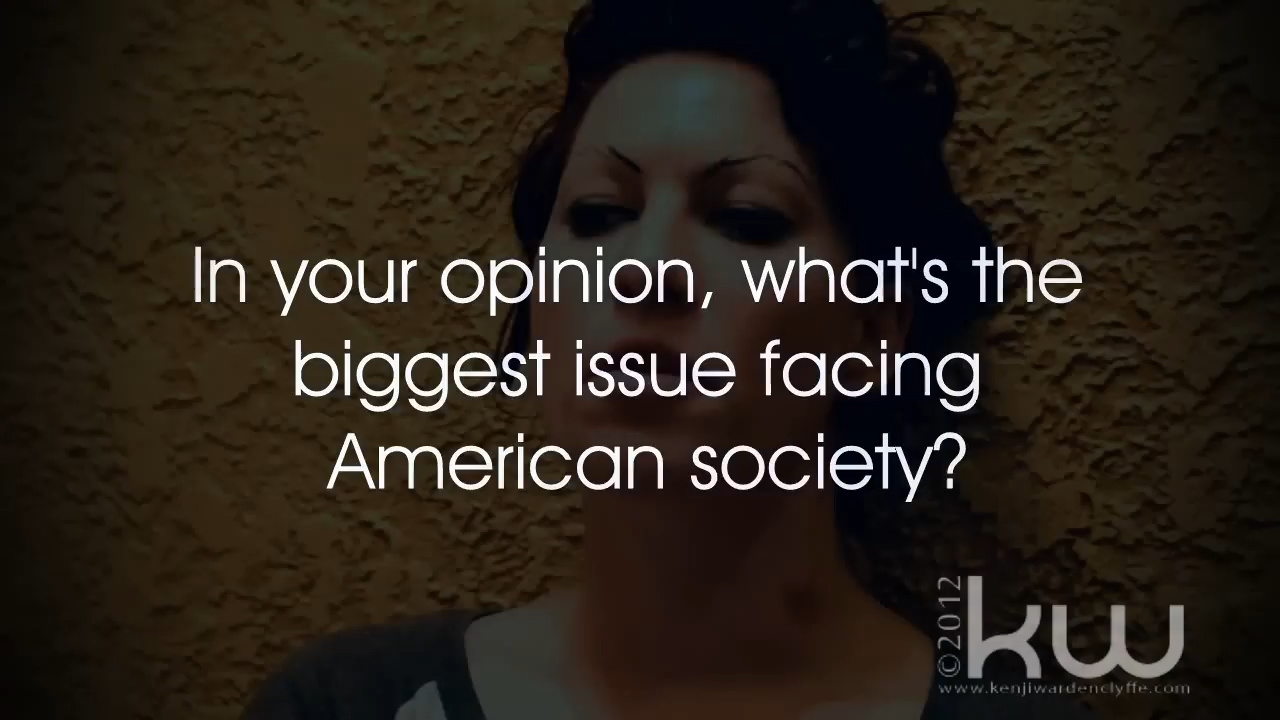 In your opinion, what's the
biggest issue facing
American society?
©2012
kw
www.kenjiwardenclyffe.com